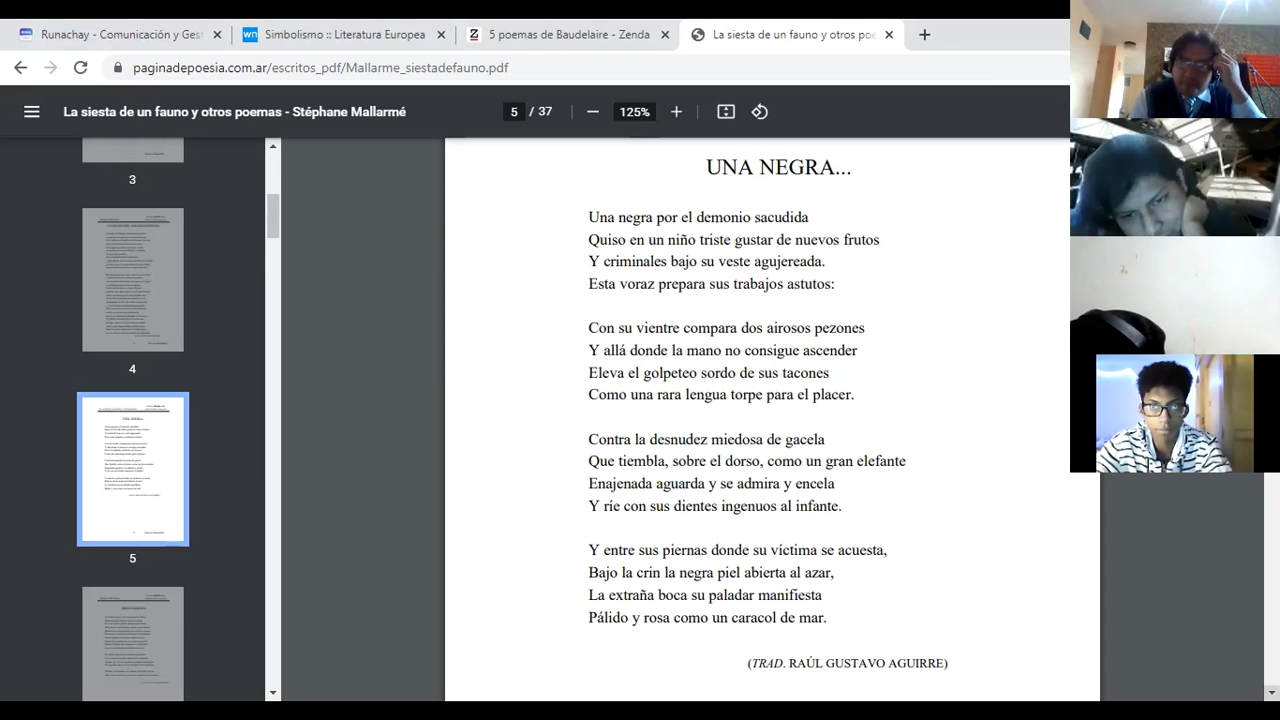 Runachay - Comunicación y Gest
Simbolismo :: Literatura Europea
5 poemas de Baudelaire - Zenda
La siesta de un fauno y otros poe
paginadepoesia.com.ar/escritos_pdf/Mallarme_siestadefauno.pdf
La siesta de un fauno y otros poemas - Stéphane Mallarmé
5 / 37
125%
3
4
5
UNA NEGRA...
Una negra por el demonio sacudida
Quiso en un niño triste gustar de nuevos frutos
Y criminales bajo su veste agujereada.
Esta voraz prepara sus trabajos astutos:
Con su vientre compara dos airosos pezones
Y allá donde la mano no consigue ascender
Eleva el golpeteo sordo de sus tacones
Como una rara lengua torpe para el placer.
Contra la desnudez miedosa de gacela
Que tiembla, sobre el dorso, como un gran elefante
Enajenada aguarda y se admira y encela
Y rie con sus dientes ingenuos al infante.
Y entre sus piernas donde su víctima se acuesta,
Bajo la crin la negra piel abierta al azar,
La extraña boca su paladar manifiesta
Pálido y rosa como un caracol de mar.
(TRAD. RAÚL GUSTAVO AGUIRRE)